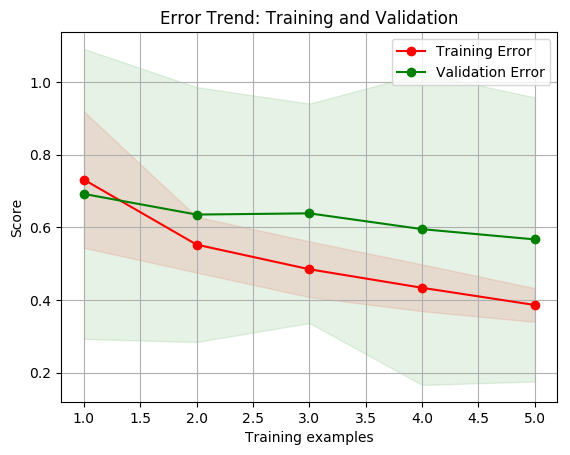 Error Trend: Training and Validation
Training Error
Validation Error
Score
1.0
0.8
0.6
0.4
0.2
1.0 1.5 2.0 2.5 3.0 3.5 4.0 4.5 5.0
Training examples